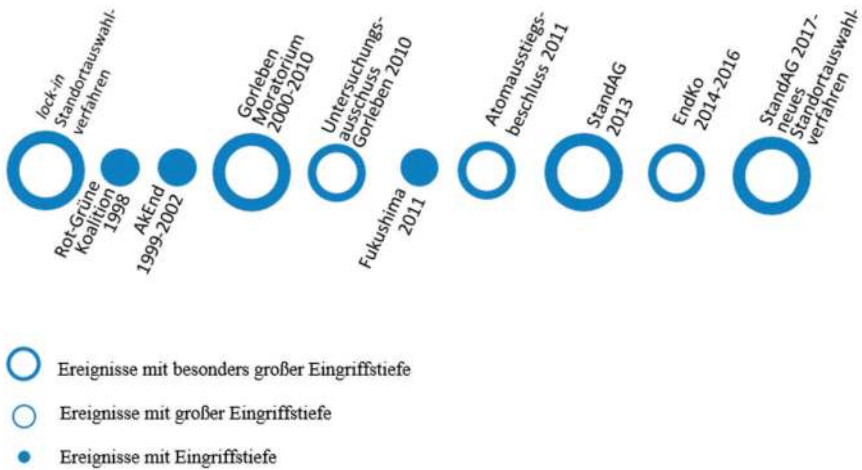 lock-in
Standortauswahl-
verfahren
Rot-Grüne
Koalition
1998
AkEnd
1999-2002
Gorleben
Moratorium
2000-2010
Untersuchungs-
ausschuss
Gorleben 2010
Fukushima
2011
Atomausstiegs-
beschluss 2011
StandAG
2013
EndKo
2014-2016
StandAG 2017-
neues
Standortauswahl-
verfahren
Ereignisse mit besonders großer Eingriffstiefe
Ereignisse mit großer Eingriffstiefe
Ereignisse mit Eingriffstiefe